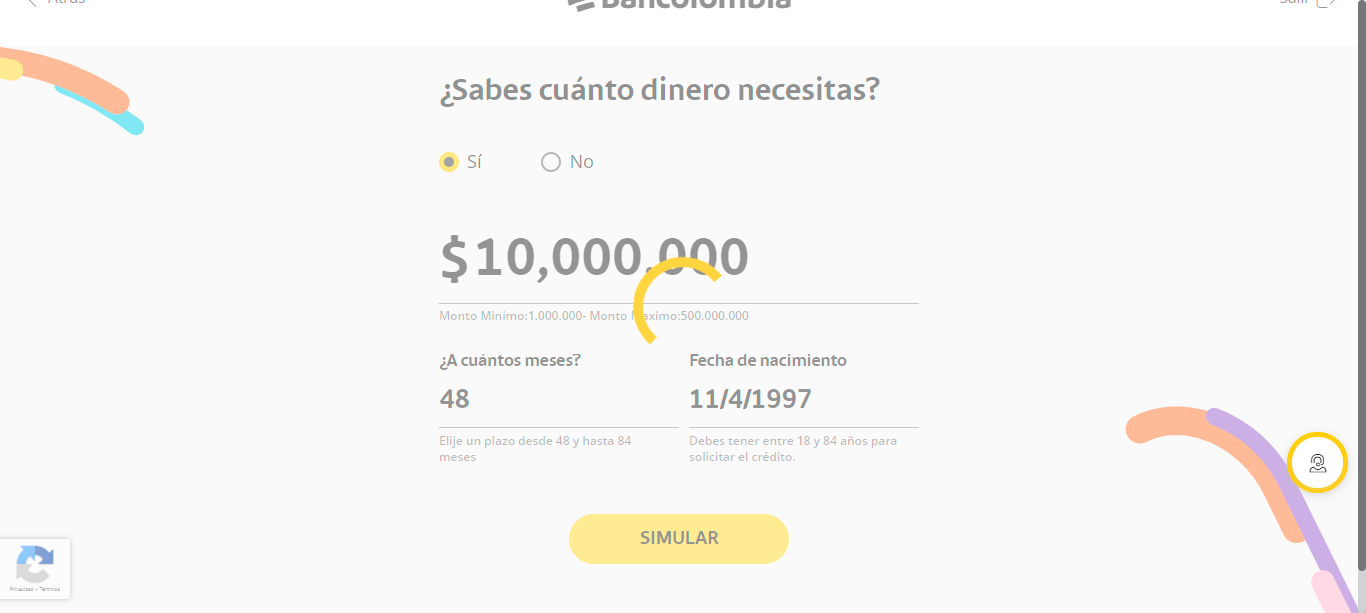 Atrás
Bancolombia
Salir
¿Sabes cuánto dinero necesitas?
Sí
No
$10,000,000
Monto Minimo:1.000.000- Monto Maximo:500.000.000
¿A cuántos meses?
Fecha de nacimiento
48
11/4/1997
Elije un plazo desde 48 y hasta 84
meses
Debes tener entre 18 y 84 años para
solicitar el crédito.
SIMULAR
Privacidad - Términos